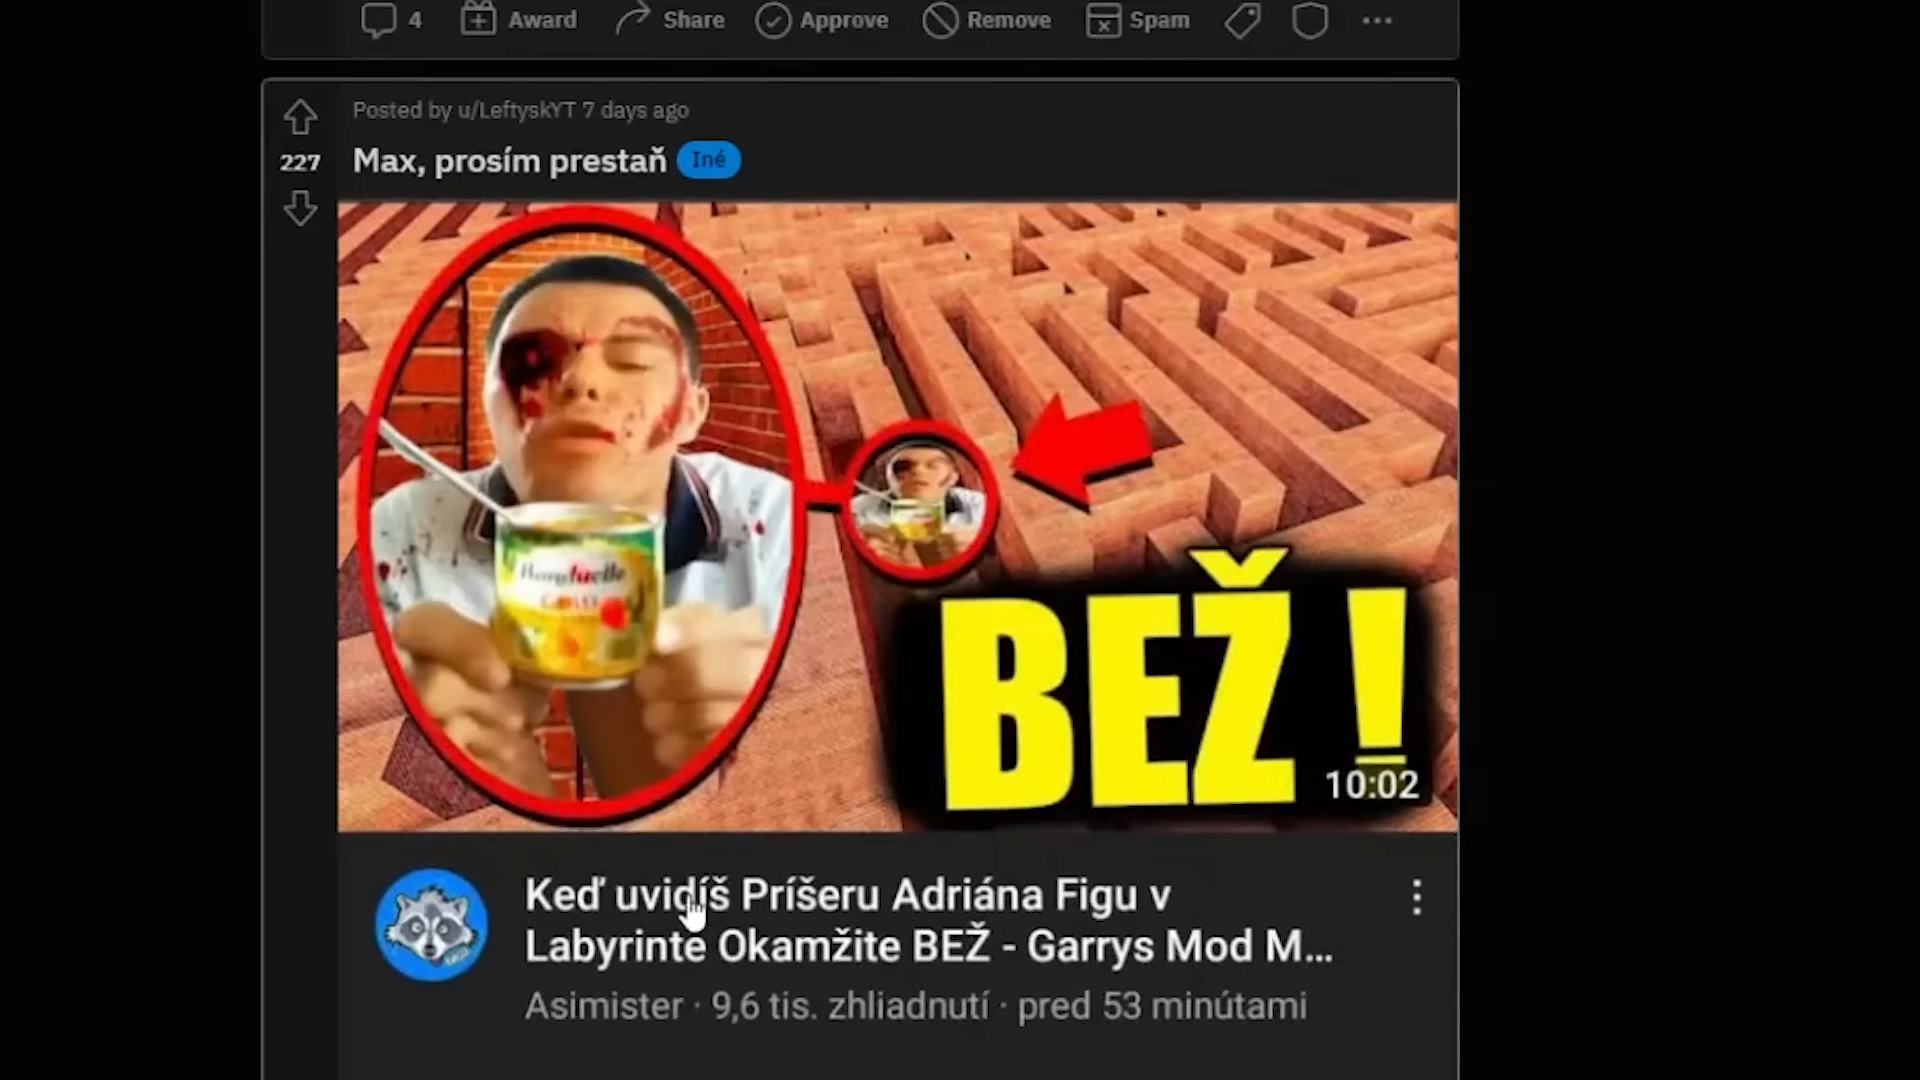 4 Award Share Approve Remove Spam
Posted by u/LeftyskYT 7 days ago
227 Max, prosím prestaň Iné
Bonduelle
BEŽ!
10:02
Keď uvidíš Príšeru Adriána Figu v
Labyrinte Okamžite BEŽ - Garrys Mod M...
Asimister · 9,6 tis. zhliadnutí · pred 53 minútami